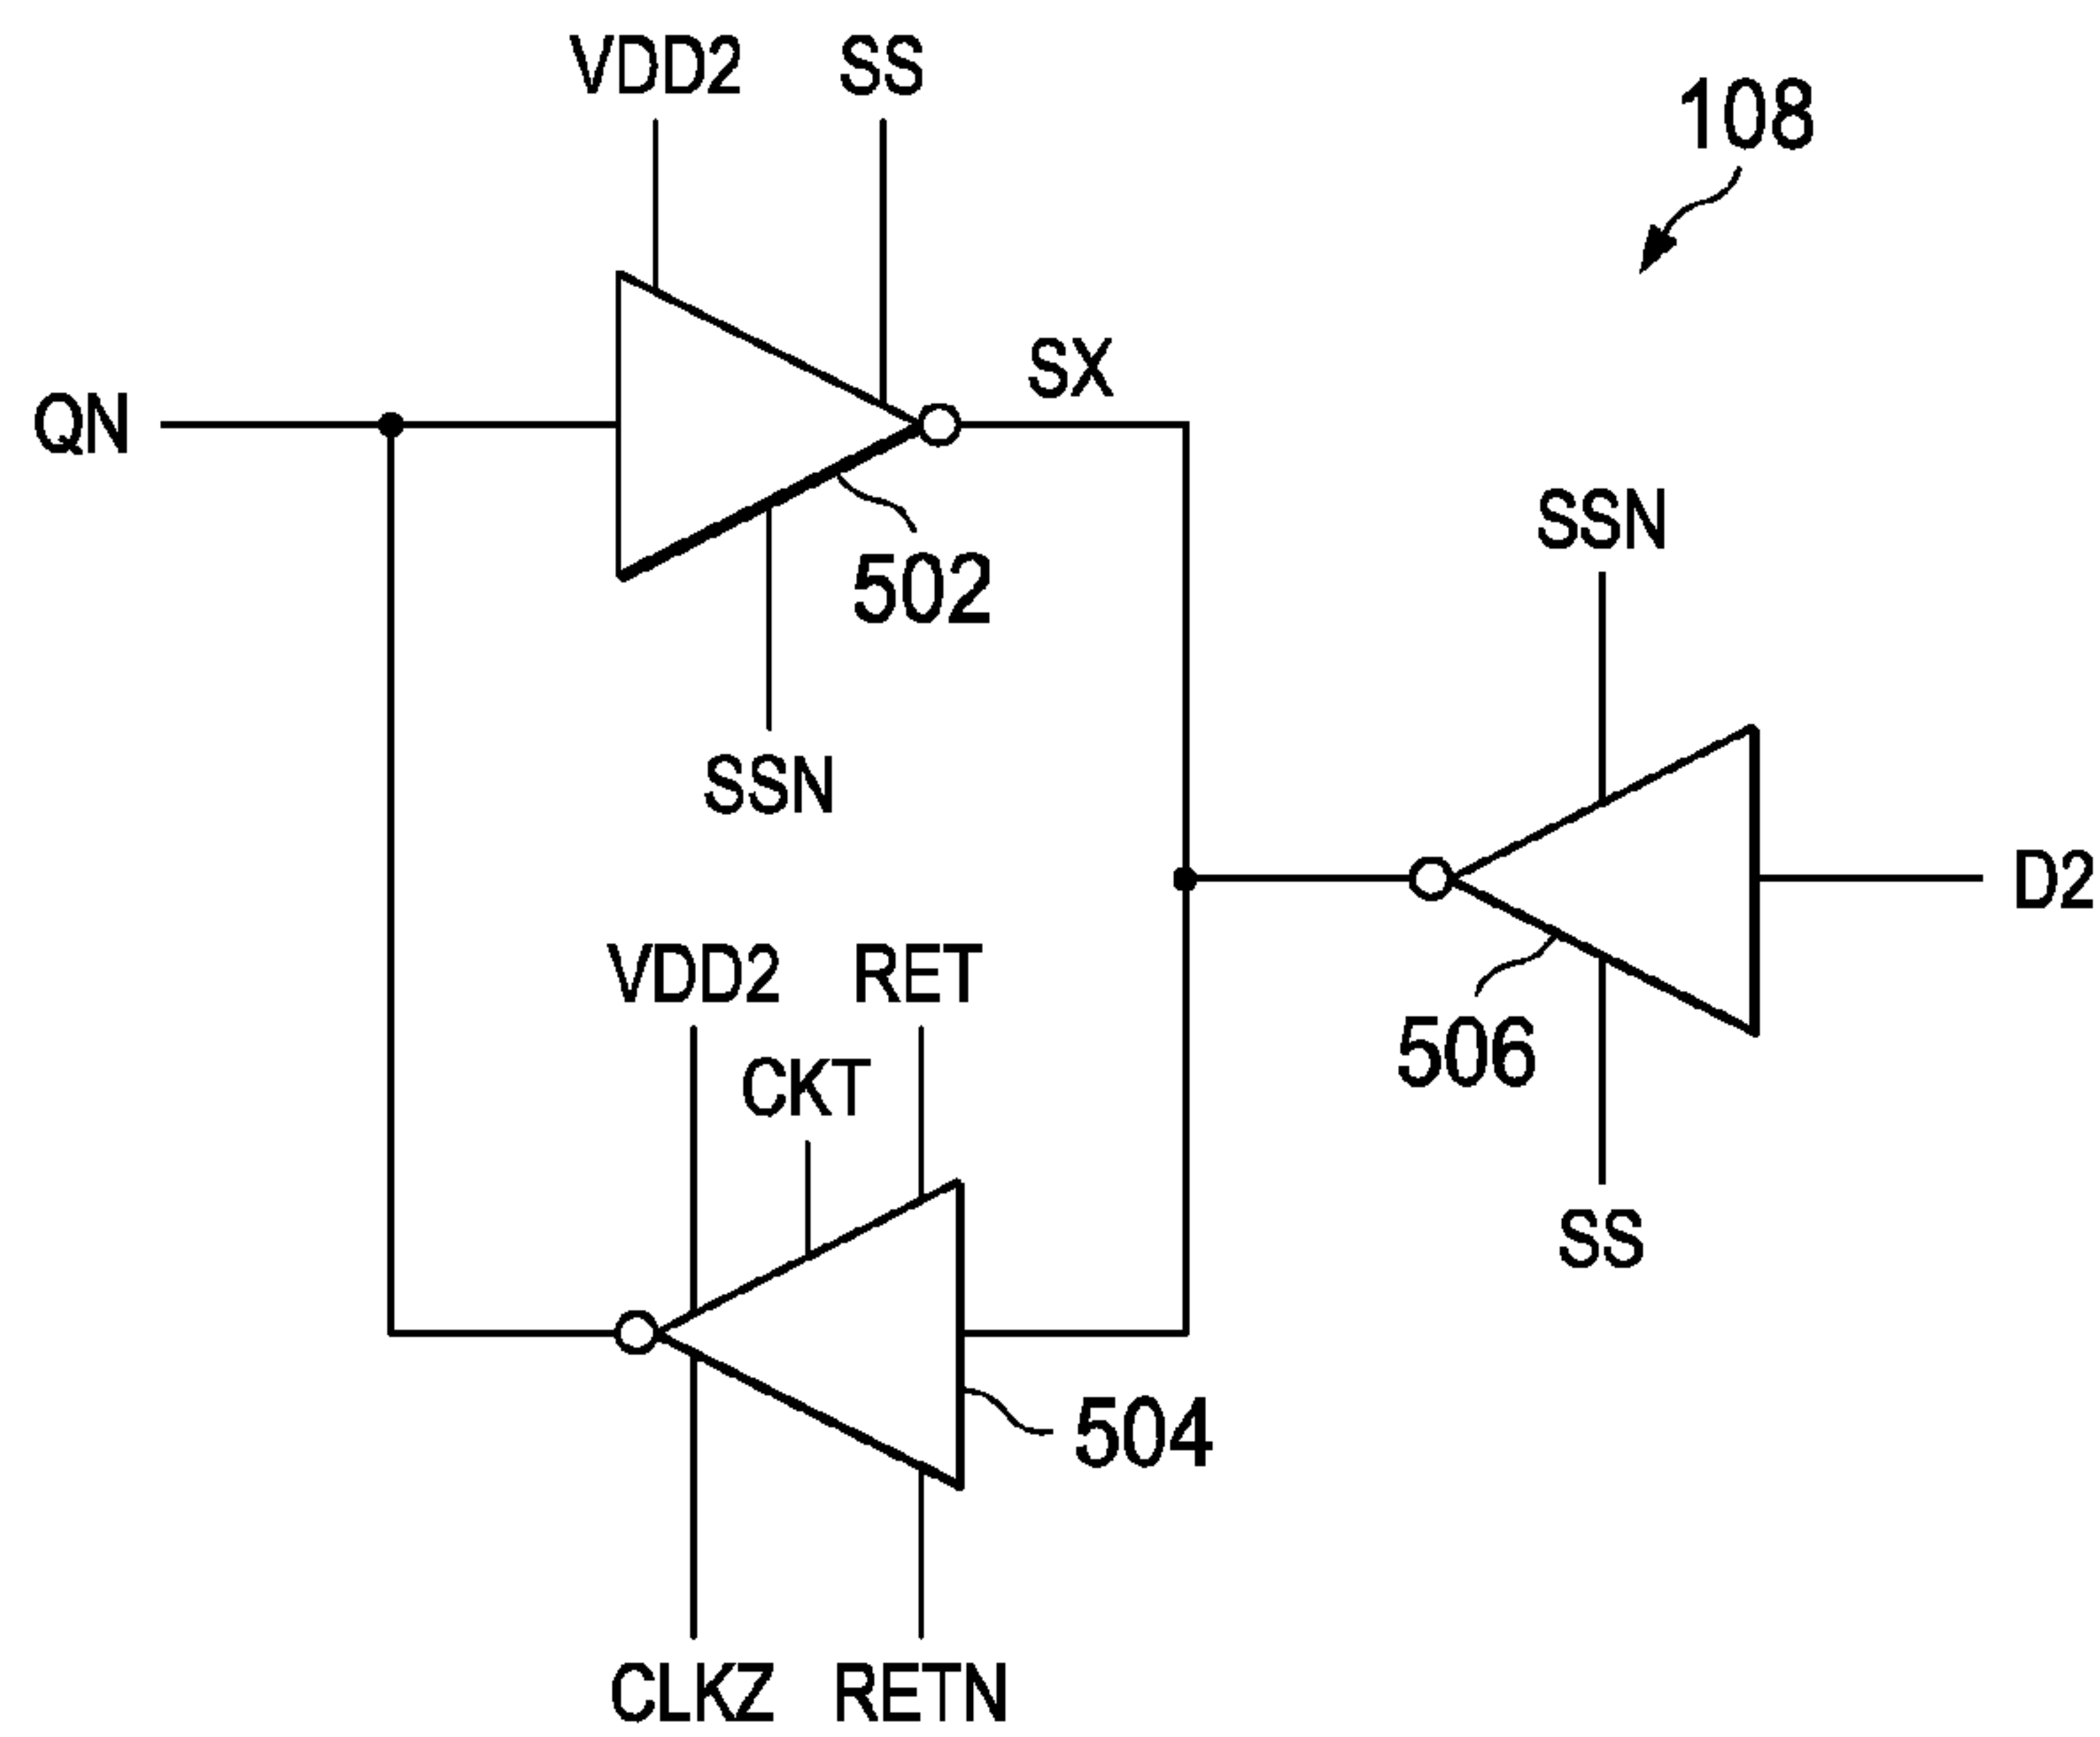 VDD2 SS
108
QN
SX
502
SSN
SSN
D2
VDD2 RET
CKT
506
SS
504
CLKZ RETN